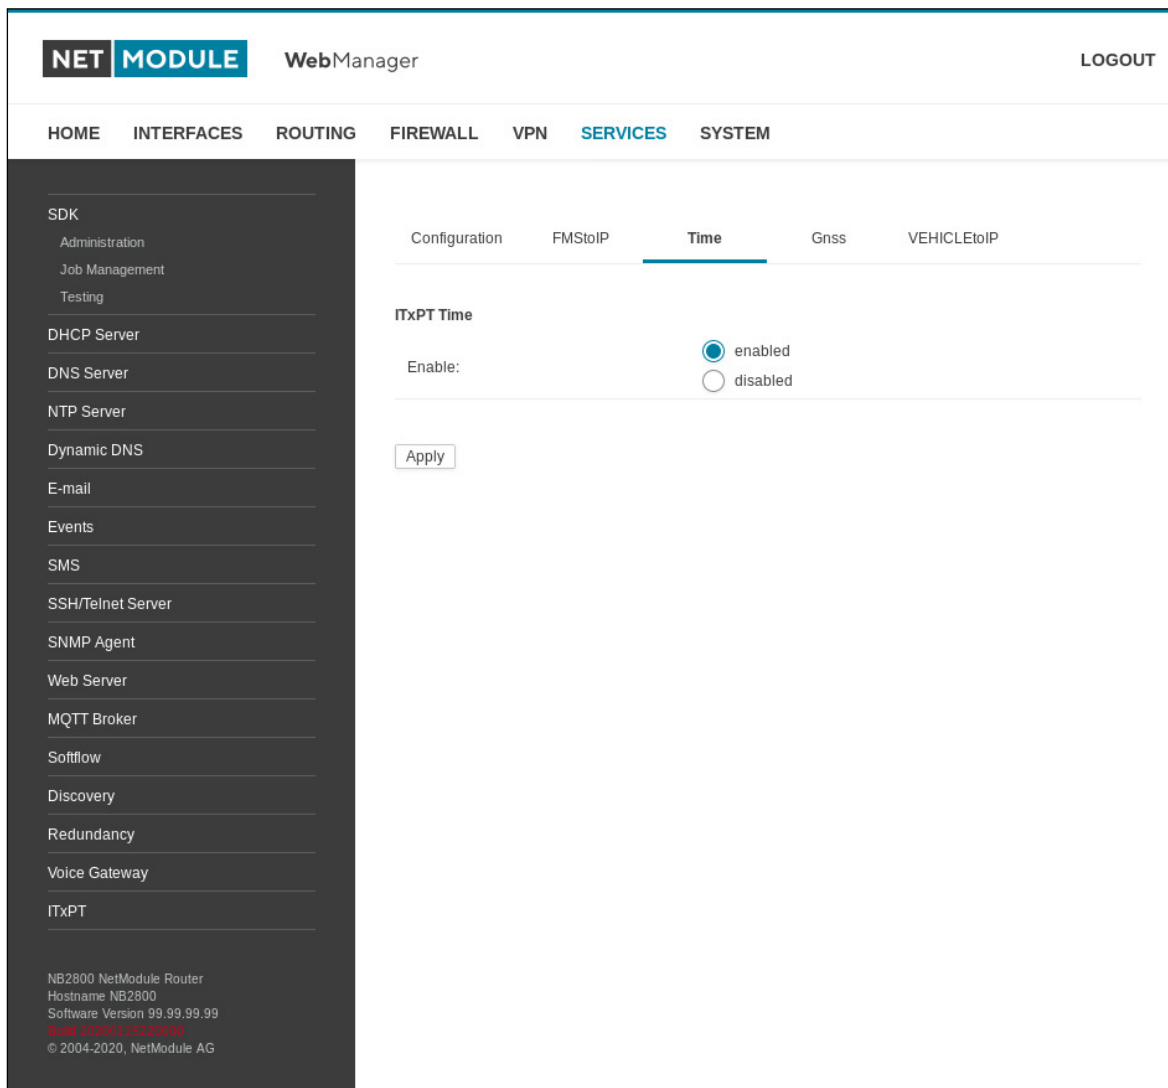 NET MODULE WebManager LOGOUT
HOME INTERFACES ROUTING FIREWALL VPN SERVICES SYSTEM
SDK
Administration
Job Management
Testing
DHCP Server
DNS Server
NTP Server
Dynamic DNS
E-mail
Events
SMS
SSH/Telnet Server
SNMP Agent
Web Server
MQTT Broker
Softflow
Discovery
Redundancy
Voice Gateway
ITxPT
NB2800 NetModule Router
Hostname NB2800
Software Version 99.99.99.99
Build
© 2004-2020, NetModule AG
Configuration FMStoIP Time Gnss VEHICLEtoIP
ITxPT Time
Enable:
enabled
disabled
Apply